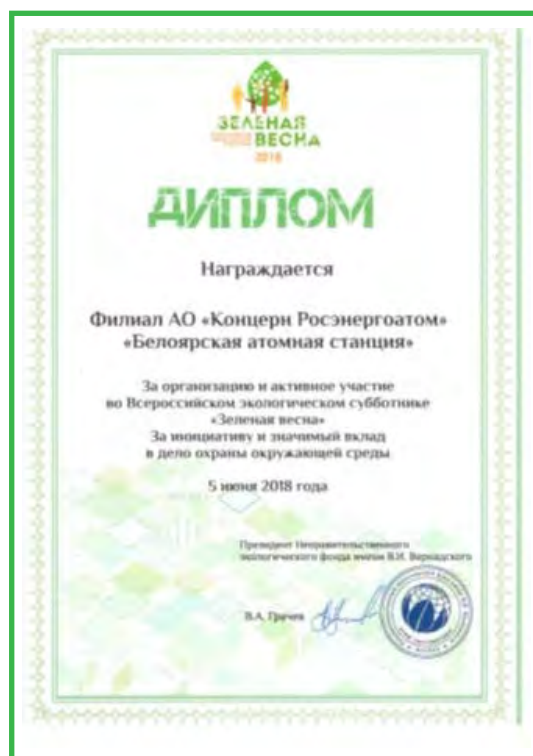 ЗЕЛЕНАЯ
ВЕСНА
2018
ДИПЛОМ
Награждается
Филиал АО «Концерн Росэнергоатом»
«Белоярская атомная станция»
За организацию и активное участие
во Всероссийском экологическом субботнике
«Зеленая весна»
За инициативу и значимый вклад
в дело охраны окружающей среды
5 июня 2018 года
Президент Неправительственного
экологического фонда имени В.И. Вернадского
В.А. Грачев